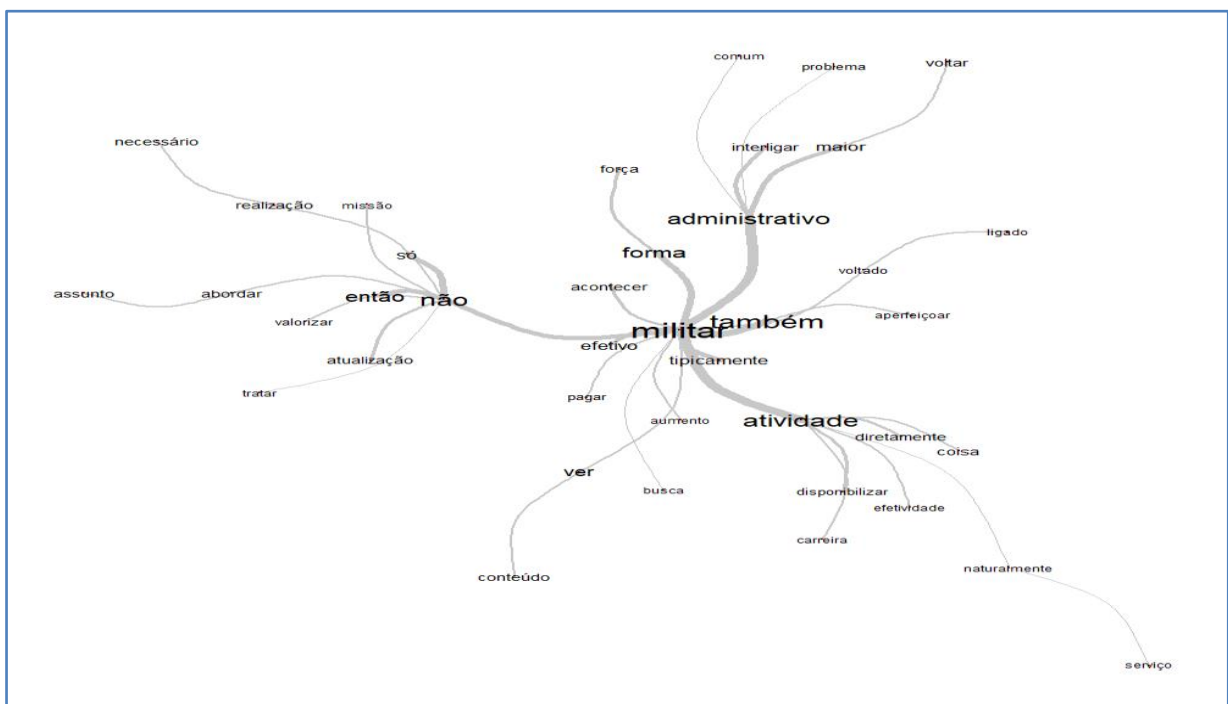 comum
problema
voltar
necessário
interligar
maior
força
realização
missão
administrativo
ligado
só
forma
voltado
acontecer
assunto
abordar
então
não
aperfeiçoar
valorizar
militar
também
efetivo
atualização
tipicamente
tratar
pagar
aumento
atividade
diretamente
coisa
ver
busca
disponibilizar
efetividade
carreira
naturalmente
conteúdo
serviço